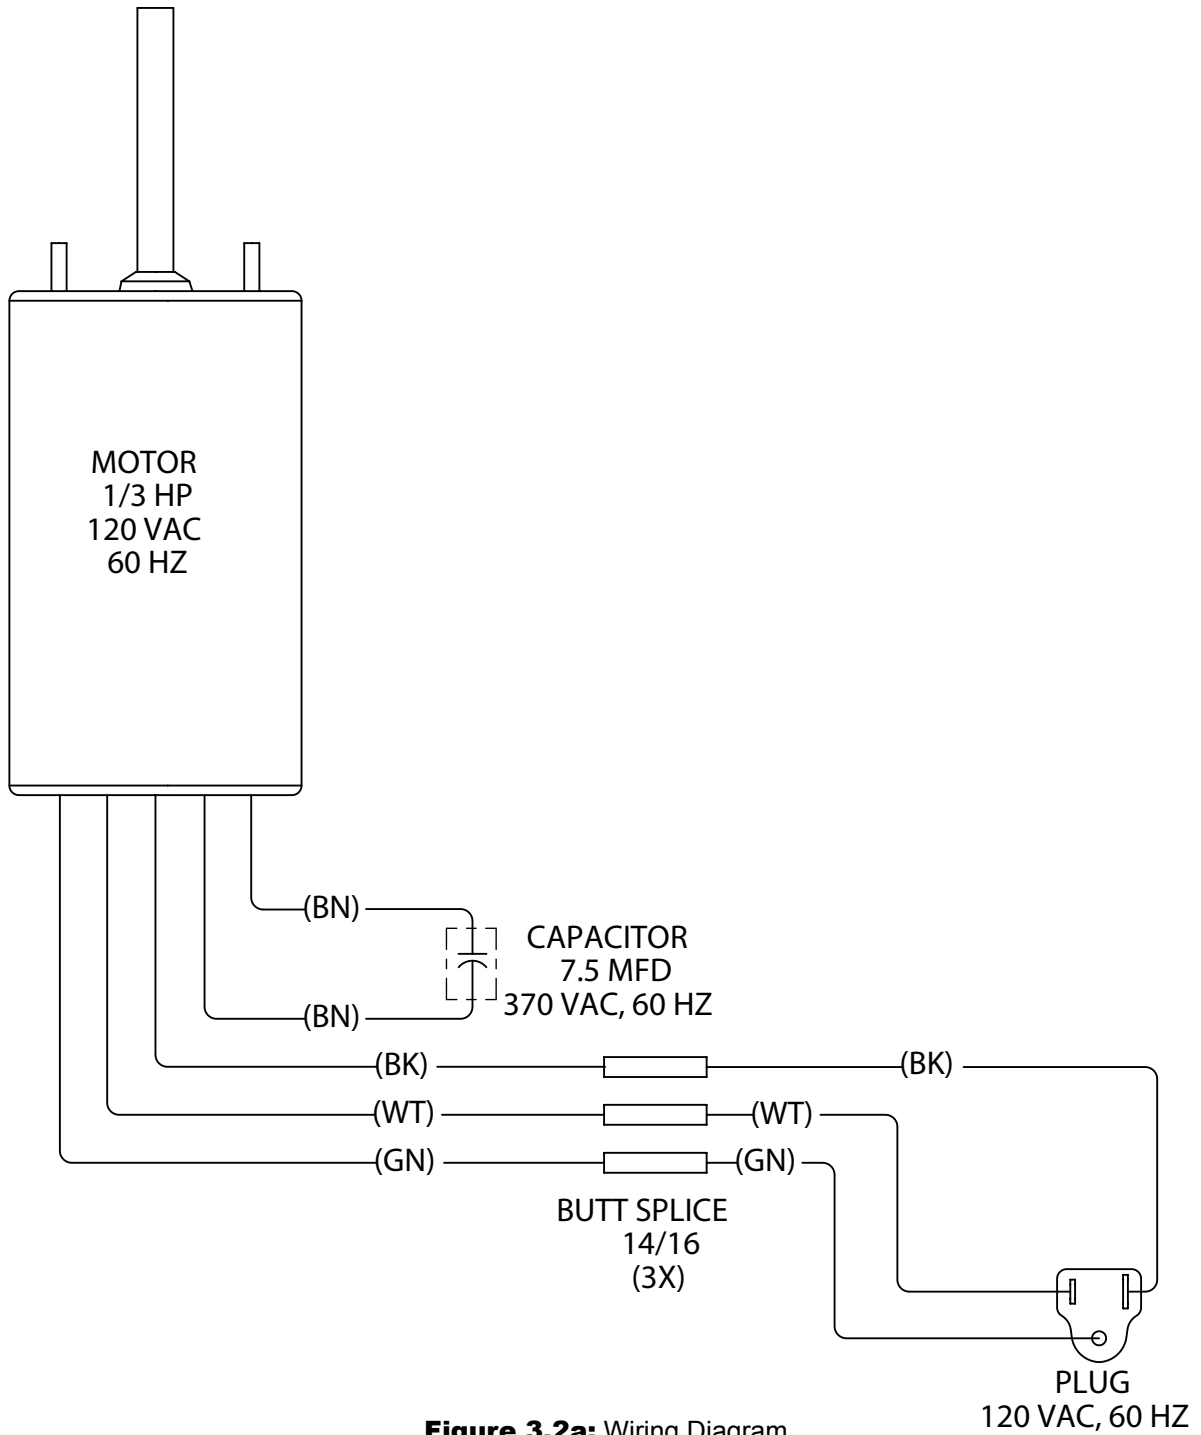 MOTOR
1/3 HP
120 VAC
60 HZ
(BN)
CAPACITOR
7.5 MFD
370 VAC, 60 HZ
(BN)
(BK)
(BK)
(WT)
(WT)
(GN)
(GN)
BUTT SPLICE
14/16
(3X)
PLUG
120 VAC, 60 HZ
Figure 3.2a: Wiring Diagram